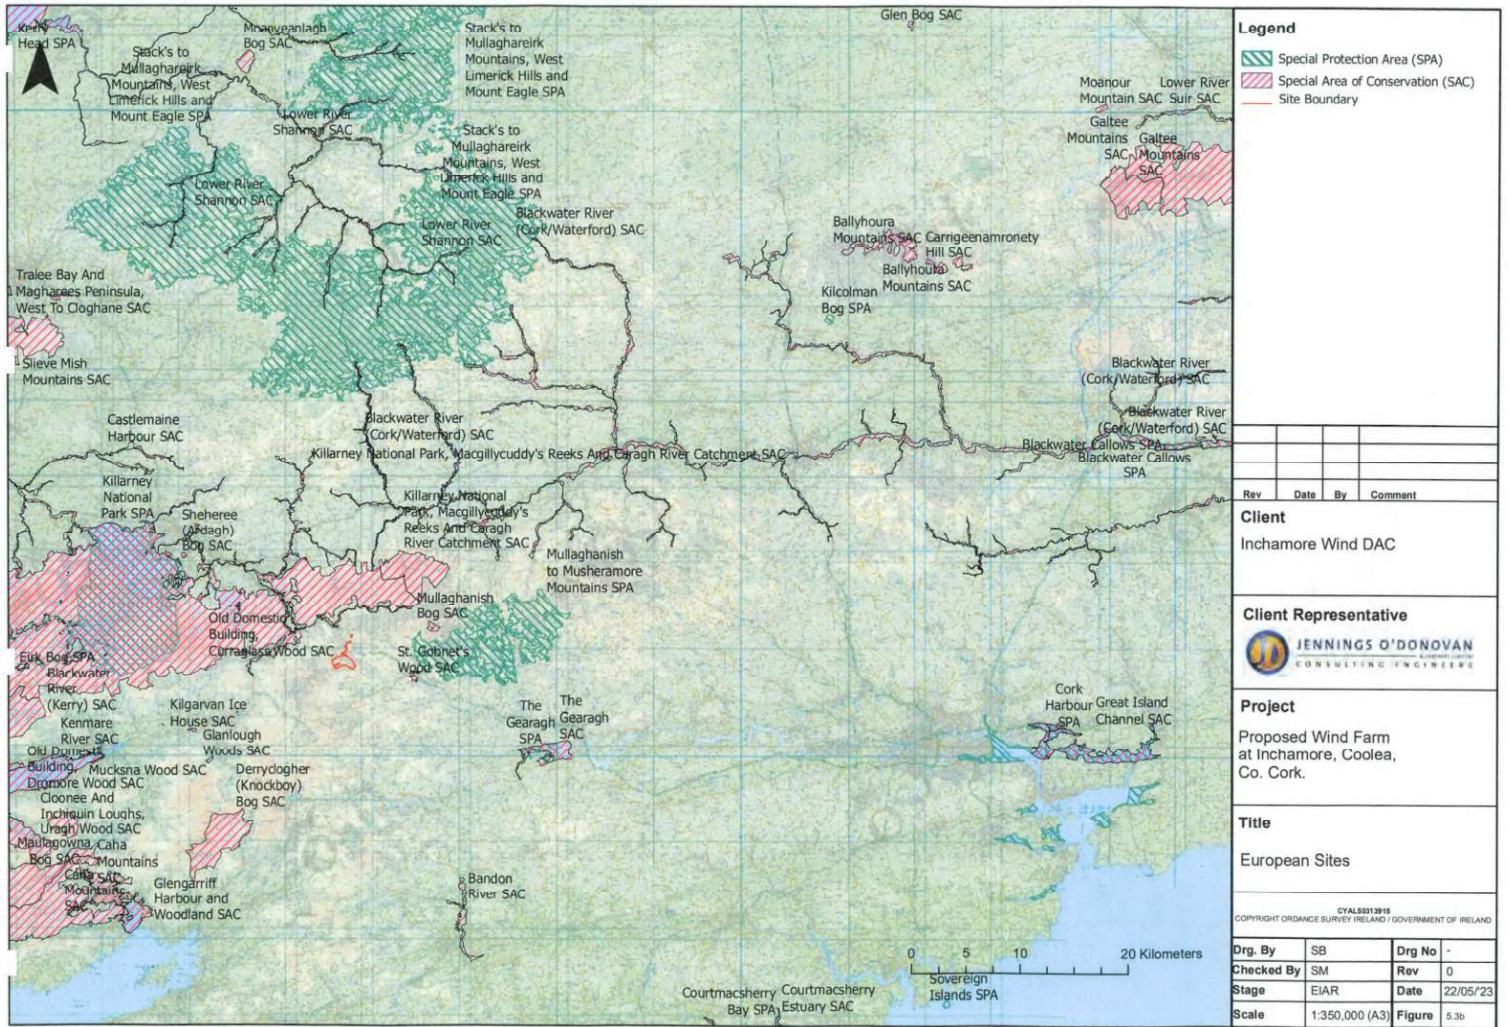 Kerry
Head SPA
Moanveanlagh
Bog SAC
Stack's to
Mullaghareirk
Mountains, West
Limerick Hills and
Mount Eagle SPA
Stack's to
Mullaghareirk
Mountains, West
Limerick Hills and
Mount Eagle SPA
Glen Bog SAC
Moanour
Mountain SAC
Lower River
Suir SAC
Galtee
Mountains
SAC
Galtee
Mountains
SAC
Lower River
Shannon SAC
Stack's to
Mullaghareirk
Mountains, West
Limerick Hills and
Mount Eagle SPA
Lower River
Shannon SAC
Lower River
Shannon SAC
Blackwater River
(Cork/Waterford) SAC
Ballyhoura
Mountains SAC
Carrigeenamronety
Hill SAC
Ballyhoura
Mountains SAC
Kilcolman
Bog SPA
Tralee Bay And
Magharees Peninsula,
West To Cloghane SAC
Slieve Mish
Mountains SAC
Blackwater River
(Cork/Waterford) SAC
Castlemaine
Harbour SAC
Blackwater River
(Cork/Waterford) SAC
Blackwater River
(Cork/Waterford) SAC
Killarney National Park, Macgillycuddy's Reeks And Caragh River Catchment SAC
Blackwater Callows SPA
Blackwater Callows
SPA
Killarney
National
Park SPA
Sheheree
(Ardagh)
Bog SAC
Killarney National
Park, Macgillycuddy's
Reeks And Caragh
River Catchment SAC
Mullaghanish
to Musheramore
Mountains SPA
Mullaghanish
Bog SAC
Old Domestic
Building,
Curraglass Wood SAC
St. Gobnet's
Wood SAC
Eirk Bog SPA
Blackwater
River
(Kerry) SAC
Kilgarvan Ice
House SAC
The
Gearagh
SPA
The
Gearagh
SAC
Cork
Harbour
SPA
Great Island
Channel SAC
Kenmare
River SAC
Glanlough
Woods SAC
Old Domestic
Building,
Dromore Wood SAC
Mucksna Wood SAC
Derryclogher
(Knockboy)
Bog SAC
Cloonee And
Inchiquin Loughs,
Uragh Wood SAC
Maulagowna
Bog SAC
Caha
Mountains
SAC
Caha
Mountains
SAC
Glengarriff
Harbour and
Woodland SAC
Bandon
River SAC
0 5 10 20 Kilometers
Sovereign
Islands SPA
Courtmacsherry
Bay SPA
Courtmacsherry
Estuary SAC
Legend
Special Protection Area (SPA)
Special Area of Conservation (SAC)
Site Boundary
Rev Date By Comment
Client
Inchamore Wind DAC
Client Representative
JENNINGS O'DONOVAN
CONSULTING ENGINEERS
Project
Proposed Wind Farm
at Inchamore, Coolea,
Co. Cork.
Title
European Sites
CYAL50313915
COPYRIGHT ORDANCE SURVEY IRELAND / GOVERNMENT OF IRELAND
Drg. By SB Drg No -
Checked By SM Rev 0
Stage EIAR Date 22/05/'23
Scale 1:350,000 (A3) Figure 5.3b